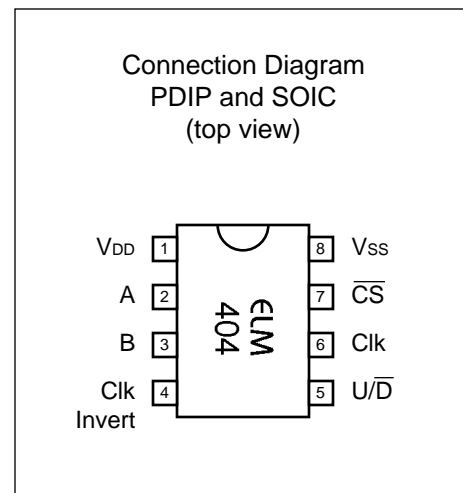 Connection Diagram
PDIP and SOIC
(top view)
VDD 1
8 VSS
A 2
7 C̅S̅
B 3
6 Clk
Clk Invert 4
5 U/D̅
ELM
404